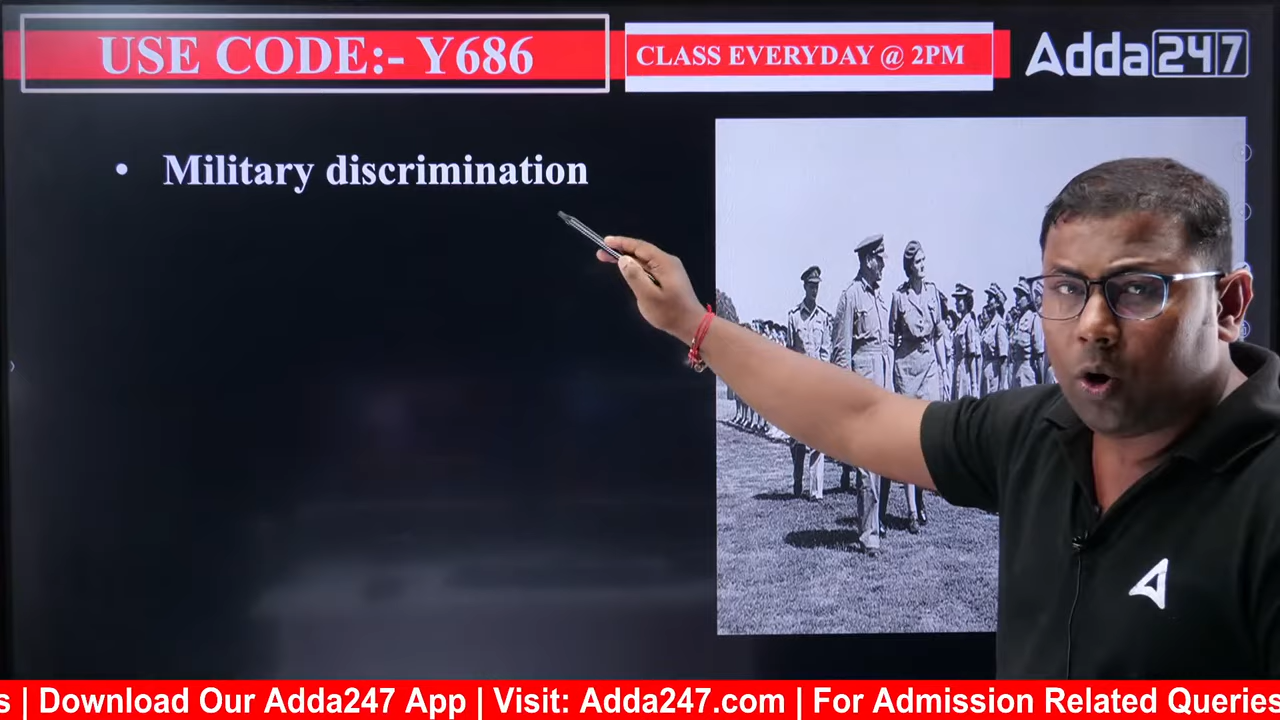 USE CODE:- Y686
CLASS EVERYDAY @ 2PM
Adda247
• Military discrimination
s | Download Our Adda247 App | Visit: Adda247.com | For Admission Related Queries